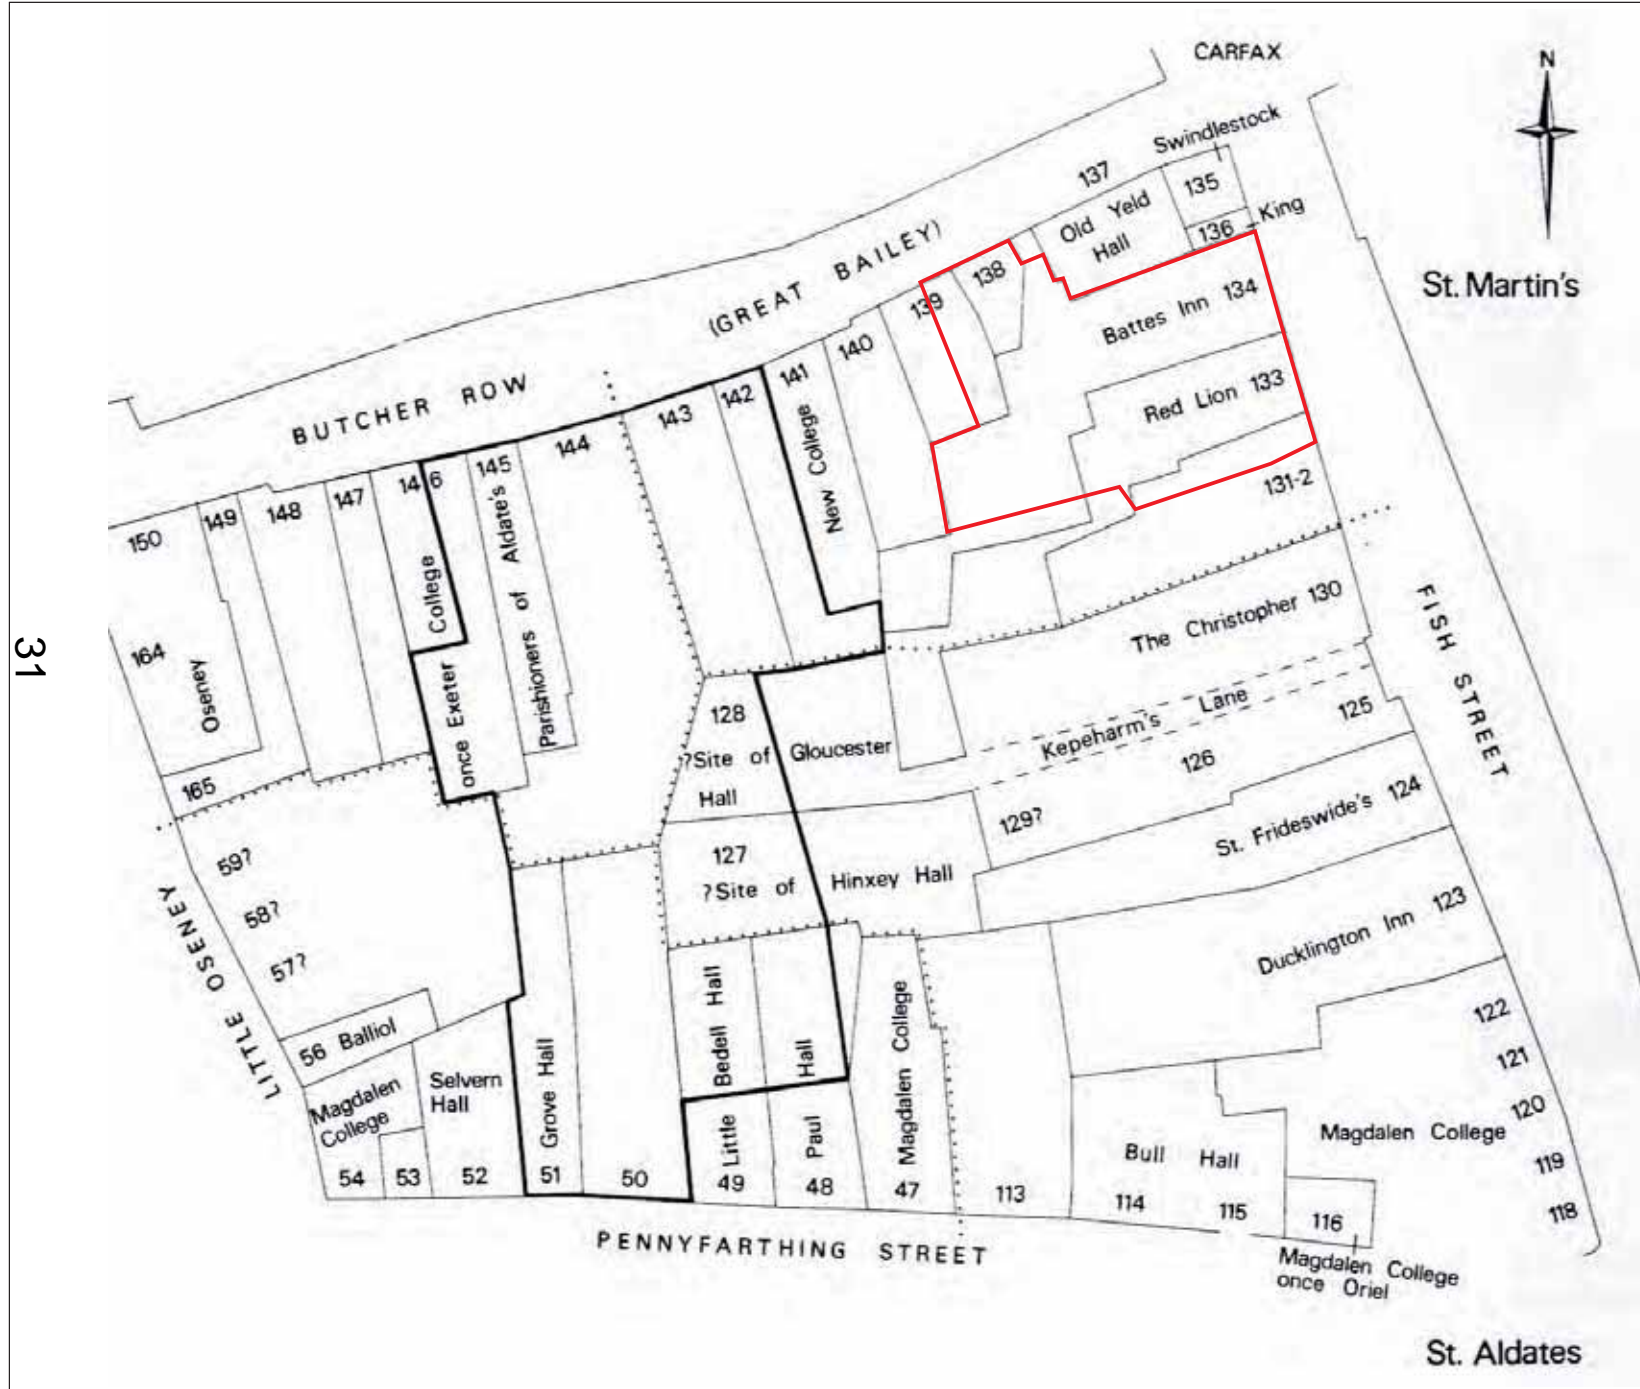 CARFAX
N
Swindlestock
137
135
Old Yeld
Hall
136
King
St. Martin's
(GREAT BAILEY)
138
139
Battes Inn 134
140
141
New College
Red Lion 133
BUTCHER ROW
142
143
144
145
146
147
148
149
150
131-2
College
once Exeter
Parishioners of Aldate's
164
Oseney
165
31
The Christopher 130
FISH STREET
Kepeharm's Lane
125
126
128
?Site of Gloucester
Hall
129?
St. Frideswide's 124
127
?Site of Hinxey Hall
59?
58?
57?
LITTLE OSENEY
Ducklington Inn 123
56 Balliol
Magdalen
College
Selvern
Hall
Grove Hall
Bedell Hall
Hall
Magdalen College
Little
Paul
54
53
52
51
50
49
48
47
113
Bull Hall
114
115
116
122
121
Magdalen College 120
119
118
PENNYFARTHING STREET
Magdalen College
once Oriel
St. Aldates